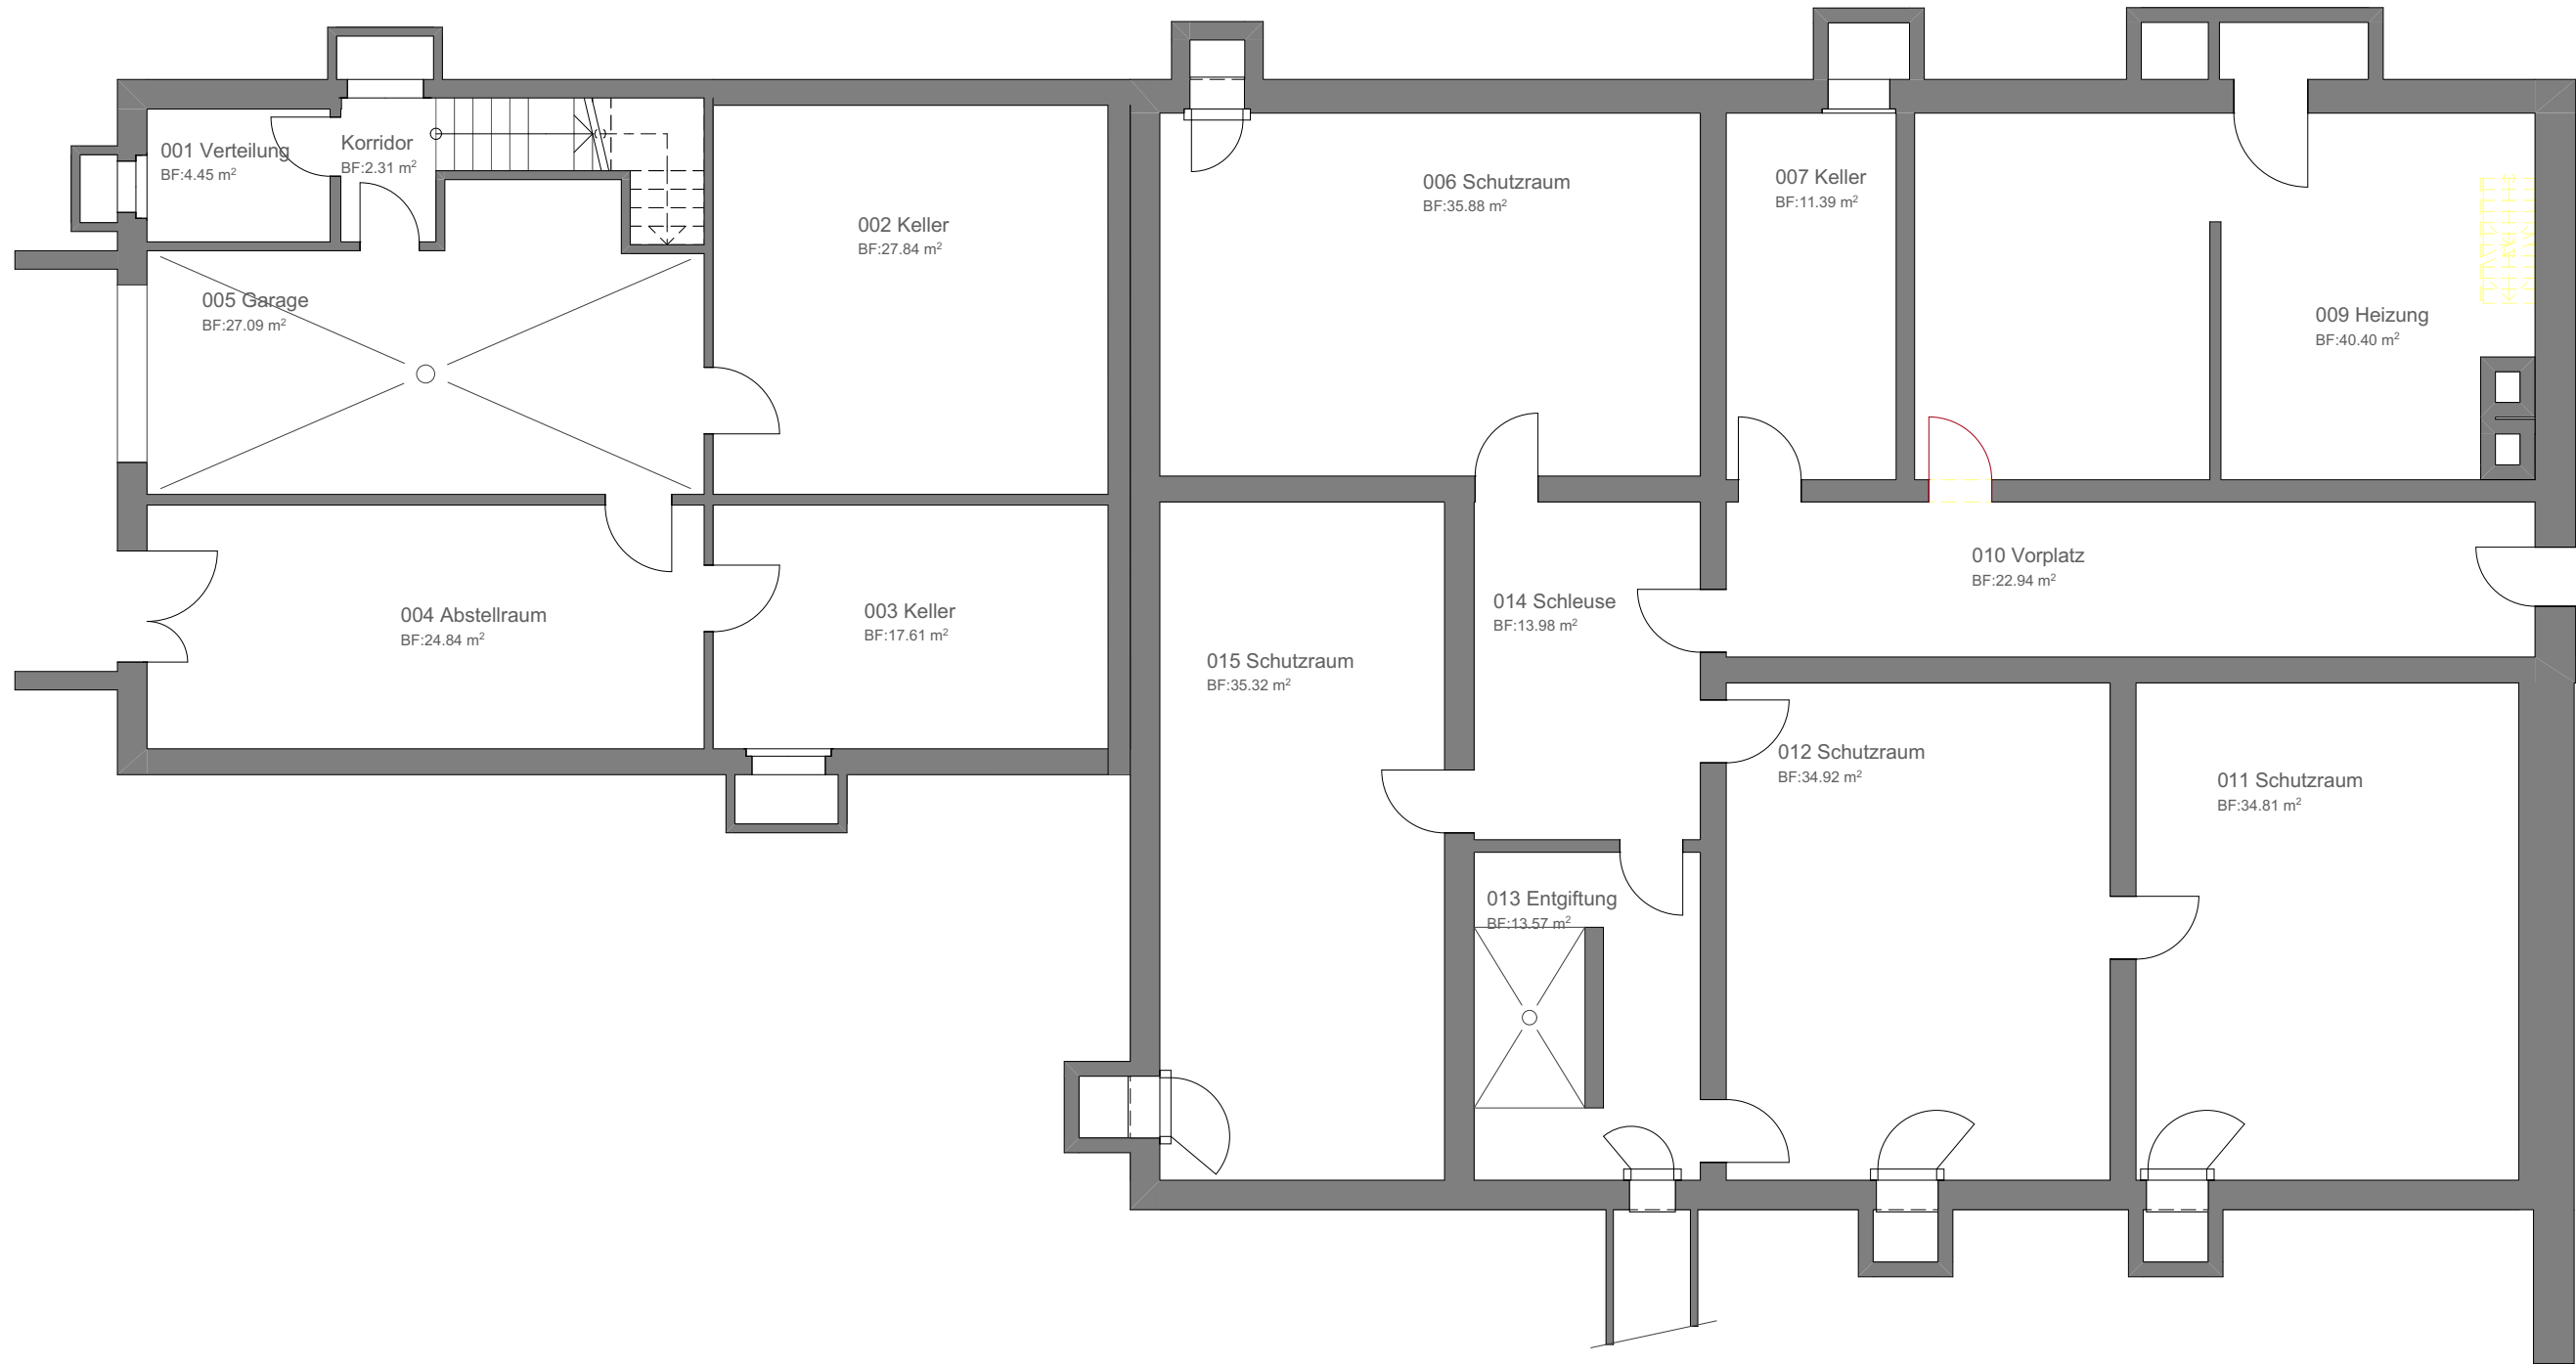 001 Verteilung
BF:4.45 m²
Korridor
BF:2.31 m²
002 Keller
BF:27.84 m²
005 Garage
BF:27.09 m²
004 Abstellraum
BF:24.84 m²
003 Keller
BF:17.61 m²
006 Schutzraum
BF:35.88 m²
007 Keller
BF:11.39 m²
009 Heizung
BF:40.40 m²
010 Vorplatz
BF:22.94 m²
014 Schleuse
BF:13.98 m²
015 Schutzraum
BF:35.32 m²
012 Schutzraum
BF:34.92 m²
011 Schutzraum
BF:34.81 m²
013 Entgiftung
BF:13.57 m²